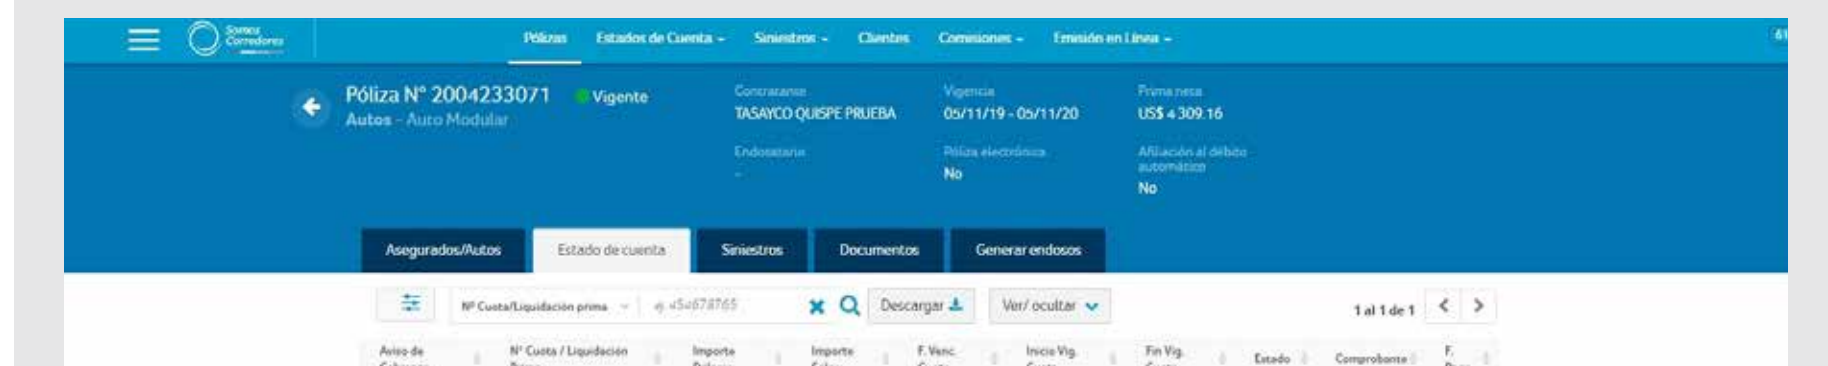 Somos
Corredores
Pólizas Estados de Cuenta Siniestros Clientes Comisiones Emisión en Línea
61
Póliza N° 2004233071 Vigente
Autos - Auto Modular
Contratante
TASAYCO QUISPE PRUEBA
Vigencia
05/11/19 - 05/11/20
Prima neta
US$ 4 309.16
Endosatario
-
Póliza electrónica
No
Afiliación al débito
automático
No
Asegurados/Autos Estado de cuenta Siniestros Documentos Generar endosos
Nº Cuota/Liquidación prima ej. 454678765 Descargar Ver/ ocultar 1 al 1 de 1
Aviso de N° Cuota / Liquidación Importe Importe F. Venc. Inicio Vig. Fin Vig. Estado Comprobante F.